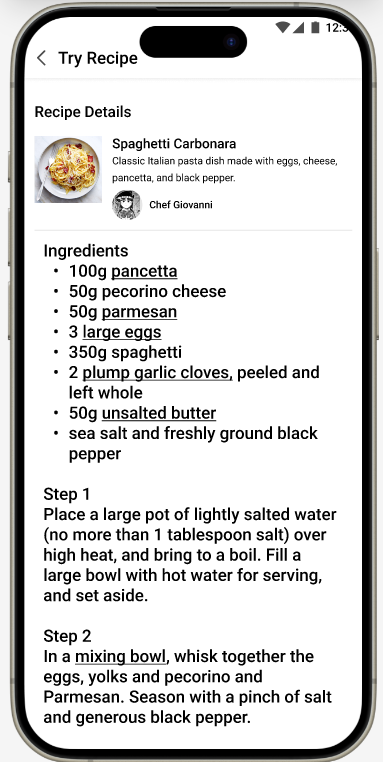 12:3
Try Recipe
Recipe Details
Spaghetti Carbonara
Classic Italian pasta dish made with eggs, cheese,
pancetta, and black pepper.
Chef Giovanni
Ingredients
• 100g pancetta
• 50g pecorino cheese
• 50g parmesan
• 3 large eggs
• 350g spaghetti
• 2 plump garlic cloves, peeled and
left whole
• 50g unsalted butter
• sea salt and freshly ground black
pepper
Step 1
Place a large pot of lightly salted water
(no more than 1 tablespoon salt) over
high heat, and bring to a boil. Fill a
large bowl with hot water for serving,
and set aside.
Step 2
In a mixing bowl, whisk together the
eggs, yolks and pecorino and
Parmesan. Season with a pinch of salt
and generous black pepper.